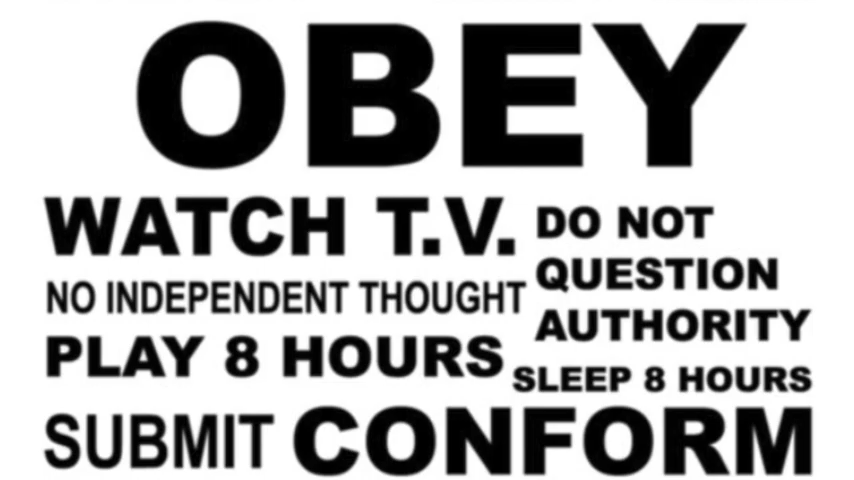 OBEY
WATCH T.V.
NO INDEPENDENT THOUGHT
PLAY 8 HOURS
DO NOT
QUESTION
AUTHORITY
SLEEP 8 HOURS
SUBMIT CONFORM